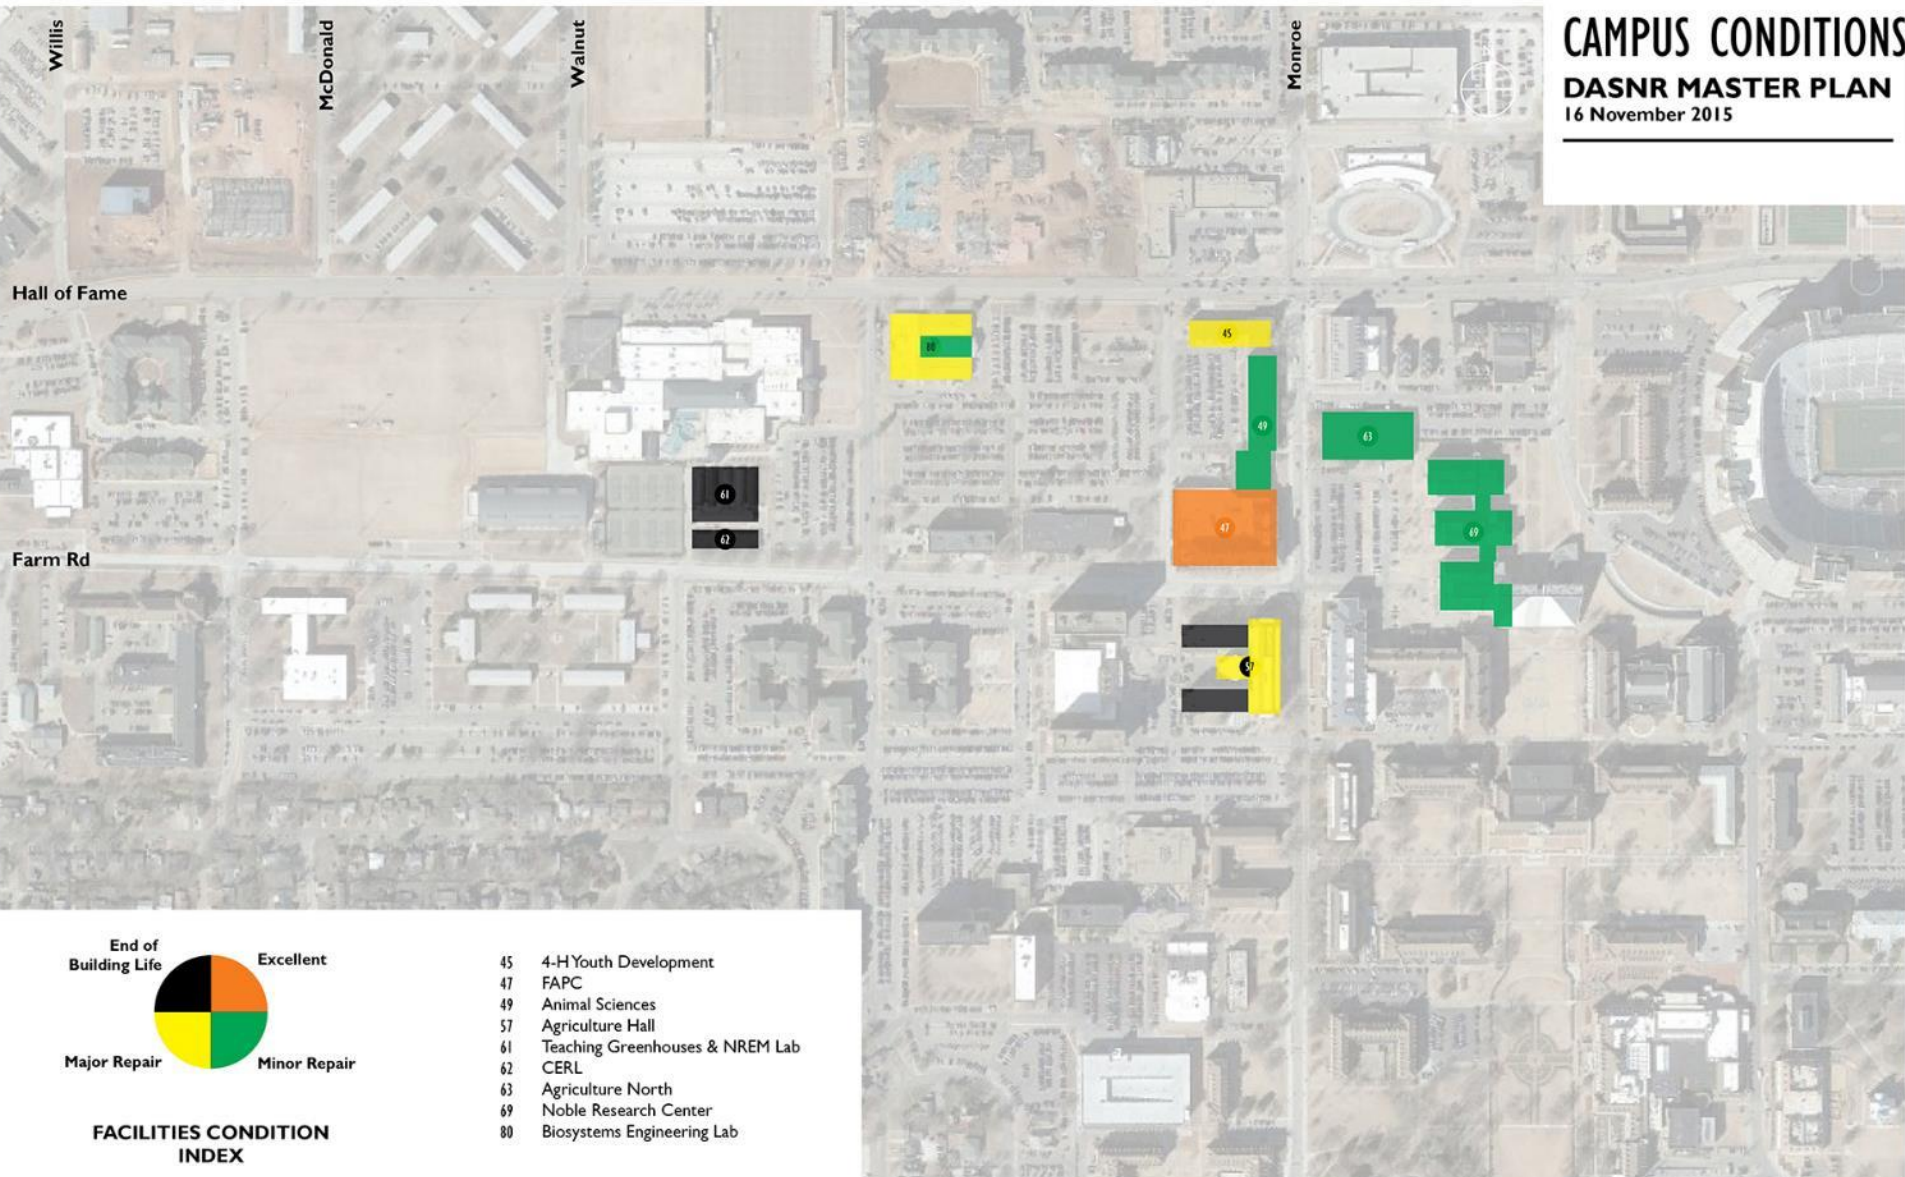 CAMPUS CONDITIONS
DASNR MASTER PLAN
16 November 2015
Willis
McDonald
Walnut
Monroe
Hall of Fame
Farm Rd
80
45
49
63
61
62
47
69
57
End of
Building Life
Excellent
Major Repair
Minor Repair
FACILITIES CONDITION
INDEX
45 4-H Youth Development
47 FAPC
49 Animal Sciences
57 Agriculture Hall
61 Teaching Greenhouses & NREM Lab
62 CERL
63 Agriculture North
69 Noble Research Center
80 Biosystems Engineering Lab